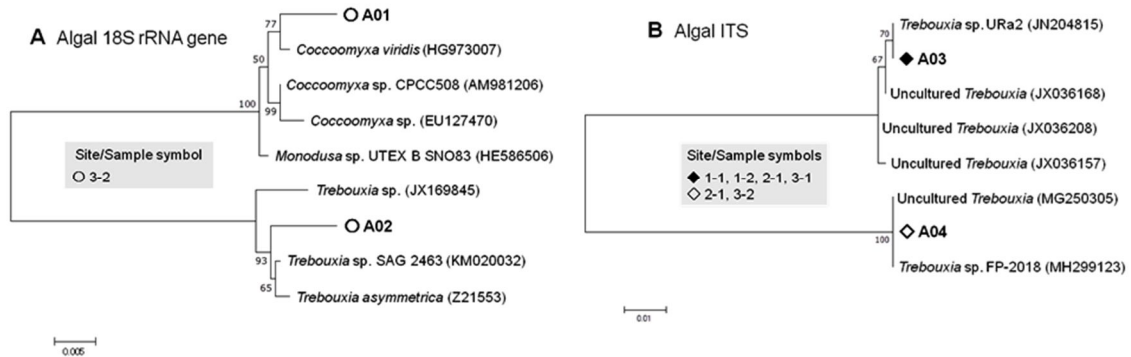 A Algal 18S rRNA gene
77
A01
Coccoomyxa viridis (HG973007)
50
Coccoomyxa sp. CPCC508 (AM981206)
100
99
Coccoomyxa sp. (EU127470)
Monodusa sp. UTEX B SNO83 (HE586506)
Site/Sample symbol
3-2
Trebouxia sp. (JX169845)
A02
93
Trebouxia sp. SAG 2463 (KM020032)
65
Trebouxia asymmetrica (Z21553)
0.005
B Algal ITS
Trebouxia sp. URa2 (JN204815)
70
A03
67
Uncultured Trebouxia (JX036168)
Uncultured Trebouxia (JX036208)
Uncultured Trebouxia (JX036157)
Site/Sample symbols
1-1, 1-2, 2-1, 3-1
2-1, 3-2
Uncultured Trebouxia (MG250305)
A04
100
Trebouxia sp. FP-2018 (MH299123)
0.01